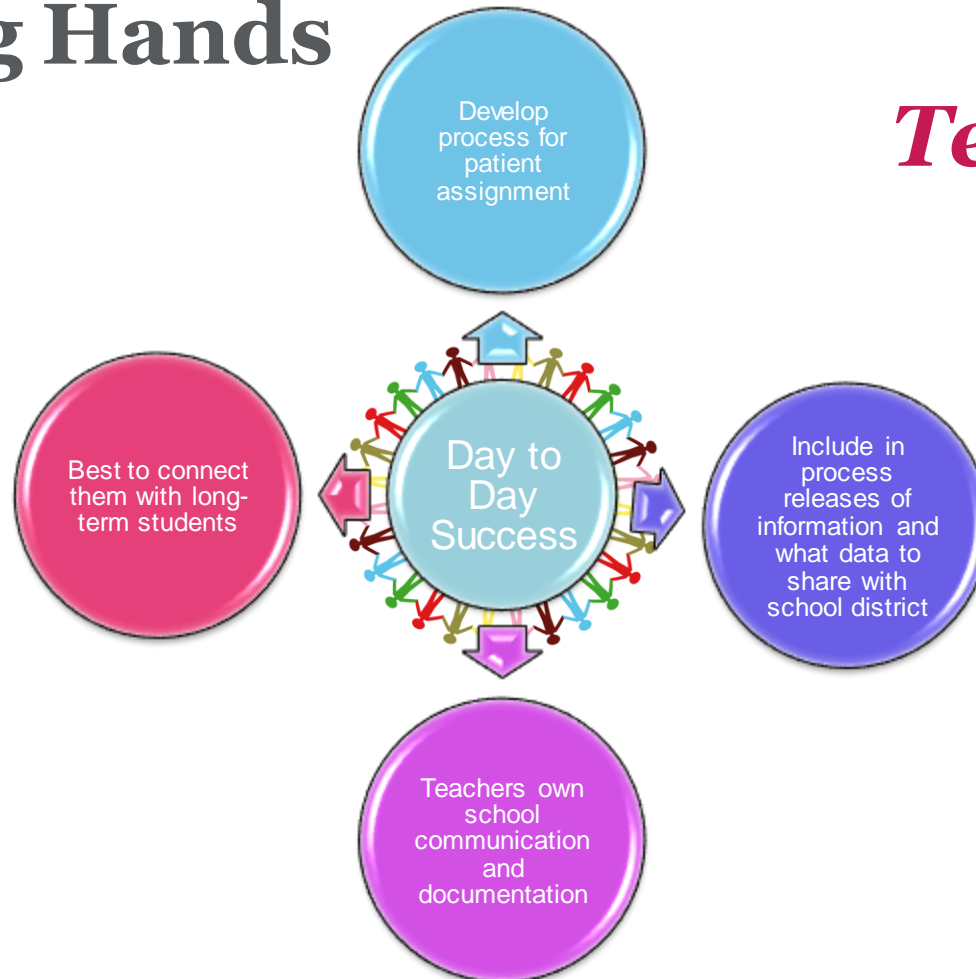 g Hands
Te
Develop
process for
patient
assignment
Best to connect
them with long-
term students
Day to
Day
Success
Include in
process
releases of
information and
what data to
share with
school district
Teachers own
school
communication
and
documentation